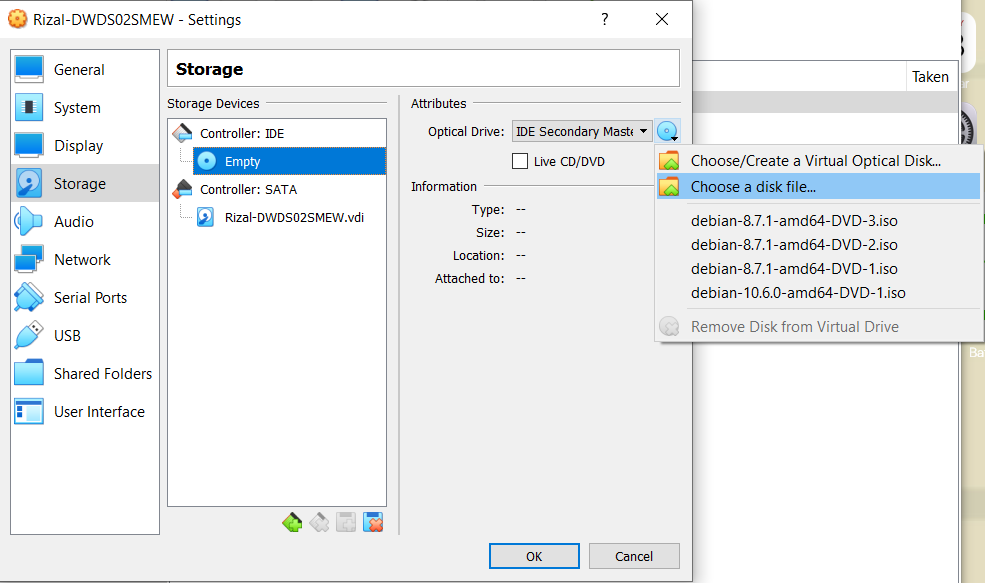 Rizal-DWDS02SMEW - Settings
?
General
System
Display
Storage
Audio
Network
Serial Ports
USB
Shared Folders
User Interface
Storage
Storage Devices
Controller: IDE
Empty
Controller: SATA
Rizal-DWDS02SMEW.vdi
Attributes
Optical Drive: IDE Secondary Maste
Live CD/DVD
Information
Type: --
Size: --
Location: --
Attached to: --
OK
Cancel
Taken
Choose/Create a Virtual Optical Disk...
Choose a disk file...
debian-8.7.1-amd64-DVD-3.iso
debian-8.7.1-amd64-DVD-2.iso
debian-8.7.1-amd64-DVD-1.iso
debian-10.6.0-amd64-DVD-1.iso
Remove Disk from Virtual Drive
Ba